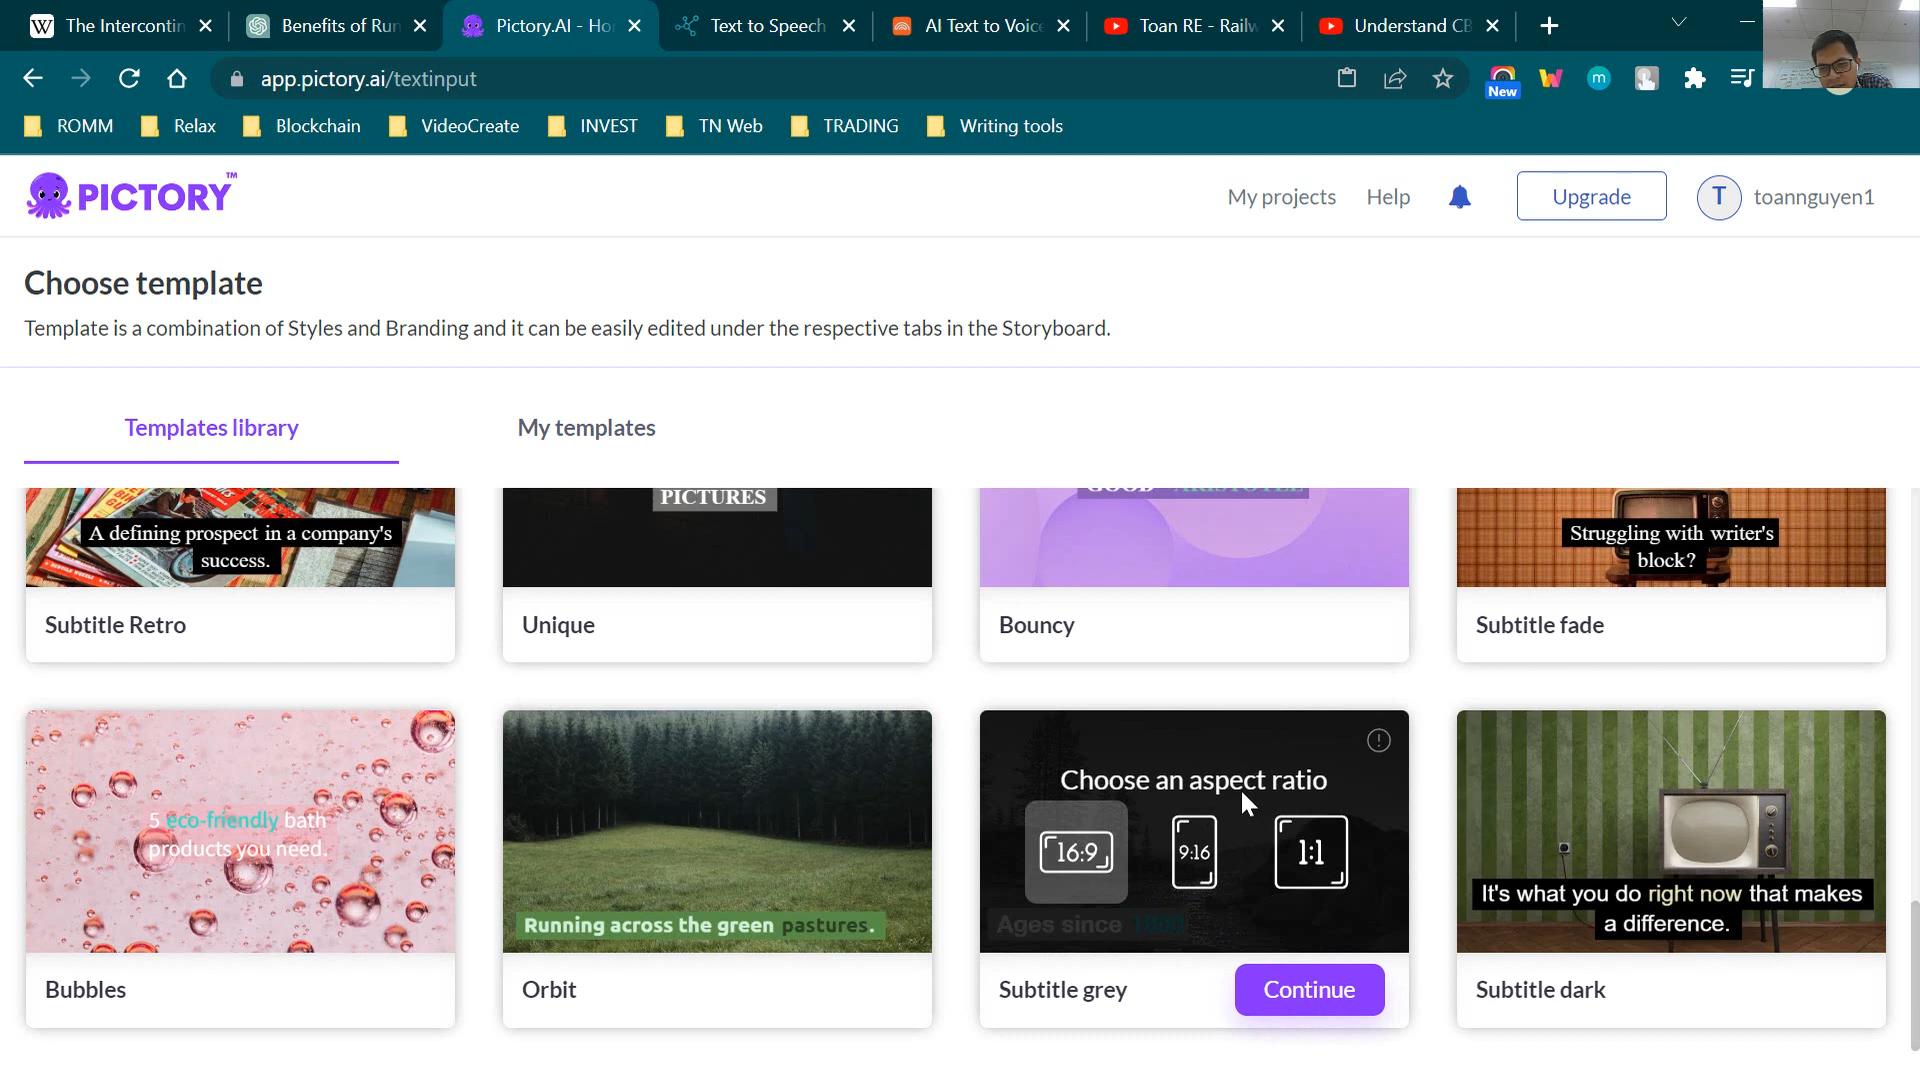 The Intercontin
Benefits of Run
Pictory.AI - Ho
Text to Speech
AI Text to Voice
Toan RE - Railw
Understand CB
app.pictory.ai/textinput
New
ROMM
Relax
Blockchain
VideoCreate
INVEST
TN Web
TRADING
Writing tools
PICTORY™
My projects
Help
Upgrade
T
toannguyen1
Choose template
Template is a combination of Styles and Branding and it can be easily edited under the respective tabs in the Storyboard.
Templates library
My templates
A defining prospect in a company's
success.
PICTURES
GOOD ARISTOTLE
Struggling with writer's
block?
Subtitle Retro
Unique
Bouncy
Subtitle fade
5 eco-friendly bath
products you need.
Running across the green pastures.
Choose an aspect ratio
16:9
9:16
1:1
Ages since 1800
It's what you do right now that makes
a difference.
Bubbles
Orbit
Subtitle grey
Continue
Subtitle dark